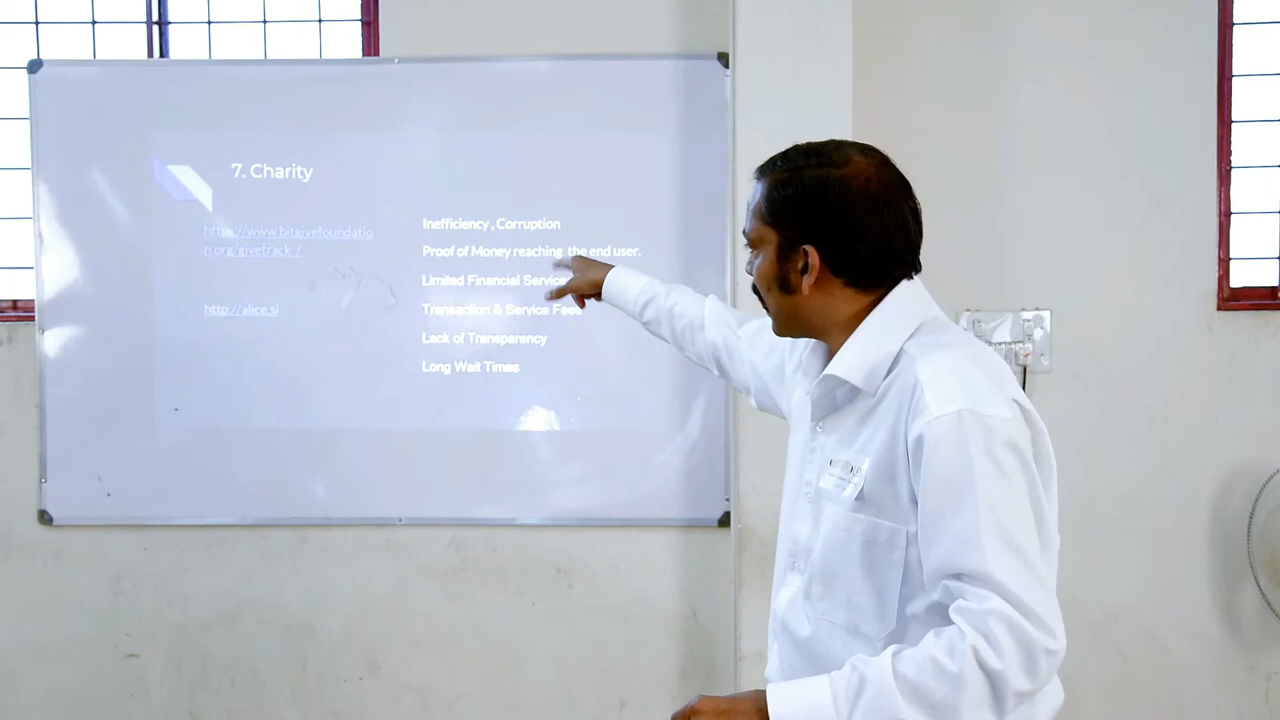 7. Charity
https://www.bitgivefoundatio
n.org/givetrack /
http://alice.si
Inefficiency , Corruption
Proof of Money reaching the end user.
Limited Financial Services
Transaction & Service Fees
Lack of Transparency
Long Wait Times